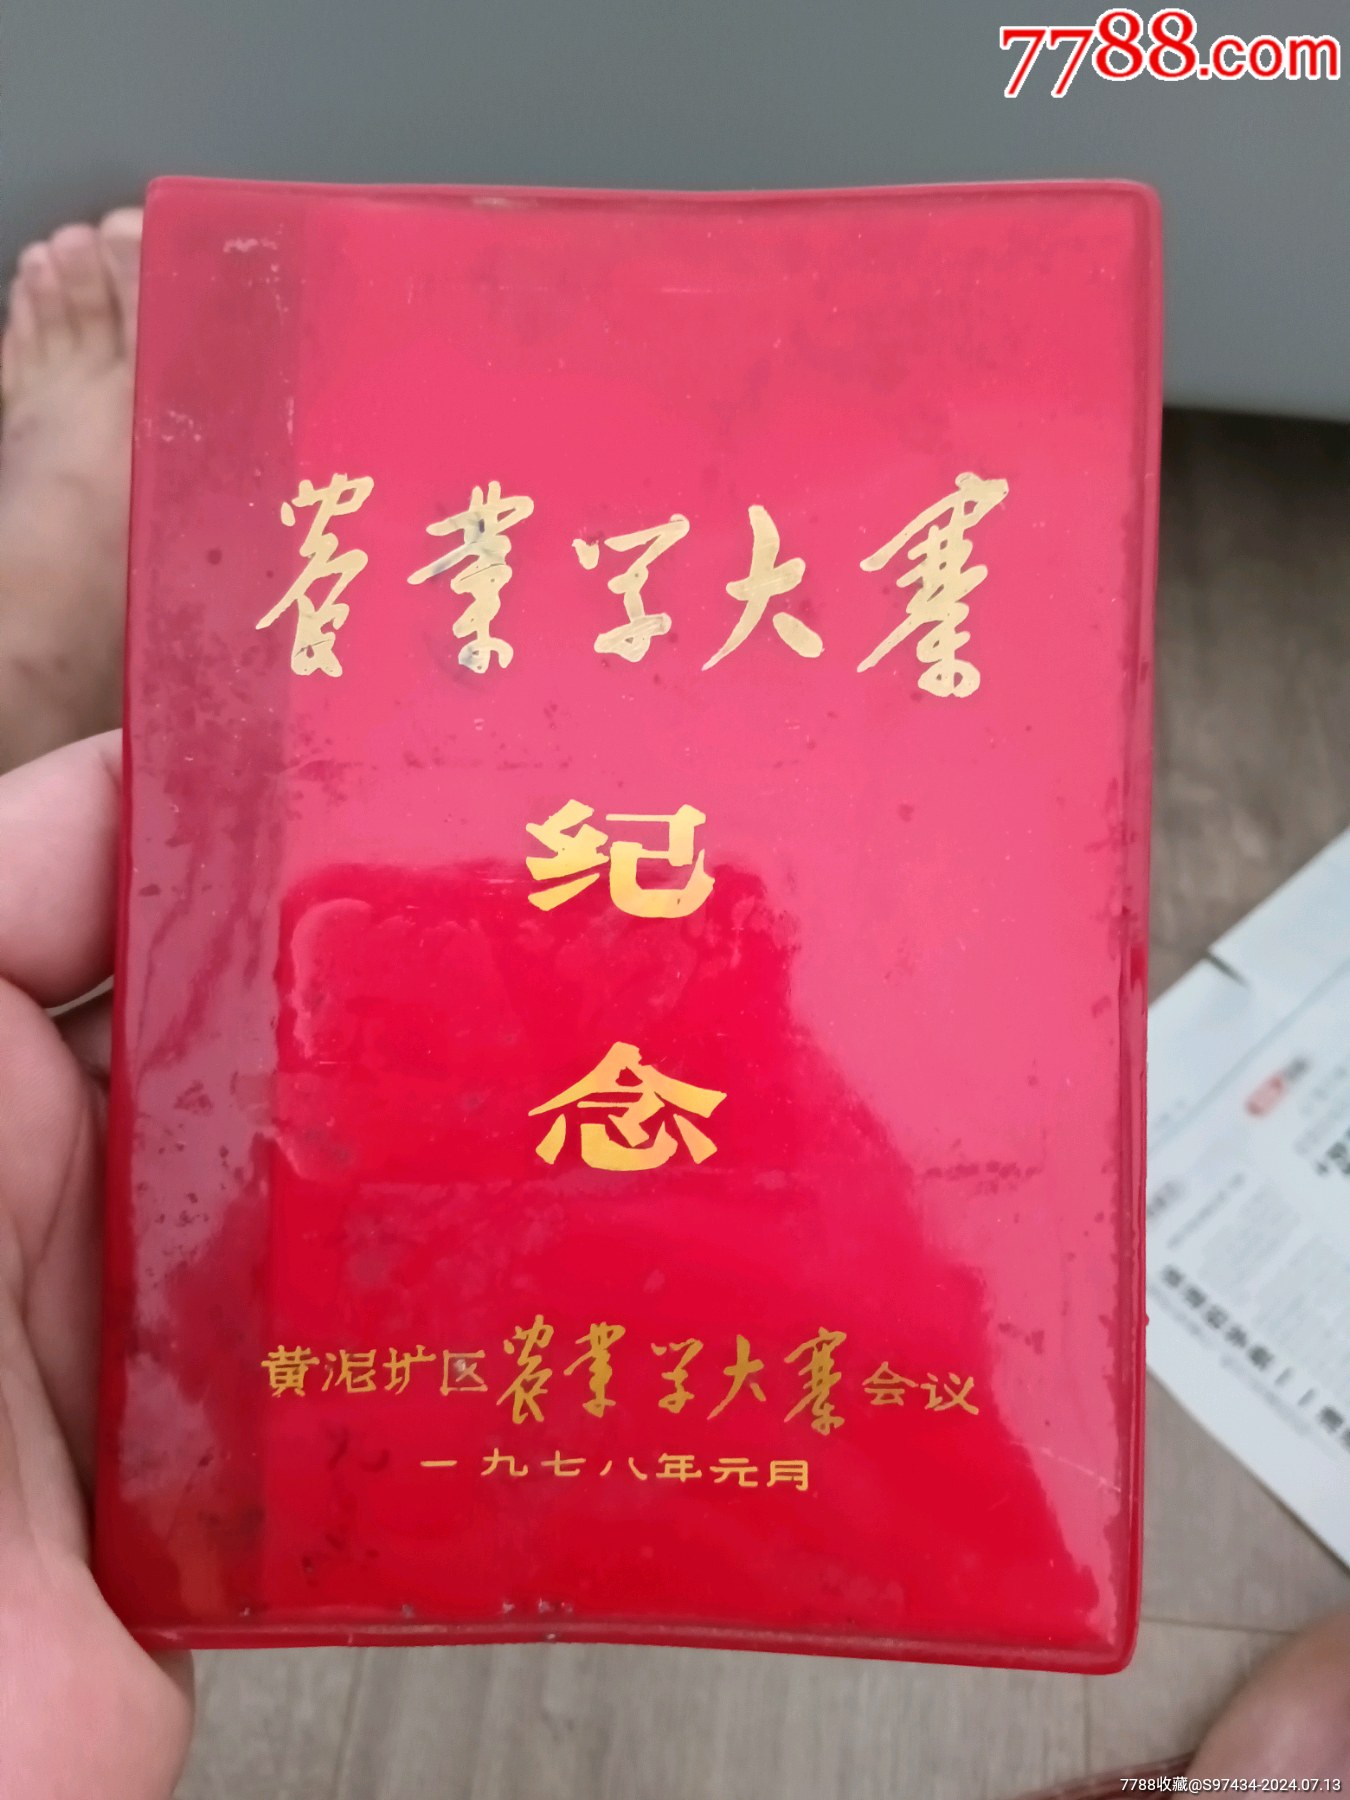 7788.com
农业学大寨
纪
念
黄泥圹区农业学大寨会议
一九七八年元月
7788收藏@S97434-2024.07.13